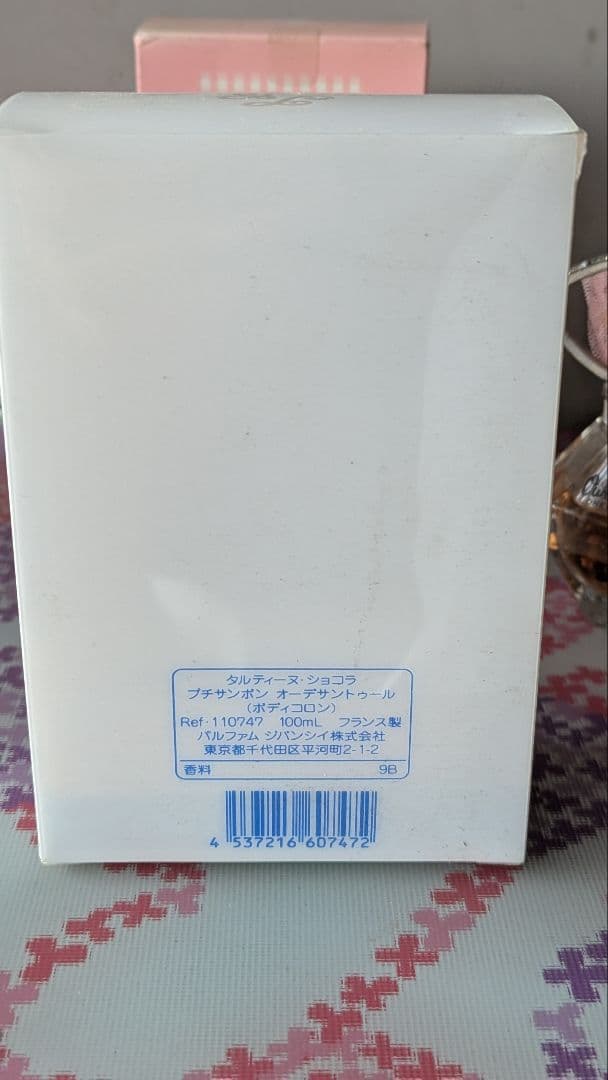 タルティーヌ・ショコラ
プチサンボン オーデサントゥール
(ボディコロン)
Ref・110747 100mL フランス製
パルファム ジバンシイ株式会社
東京都千代田区平河町2-1-2
香料 9B
4 537216 607472